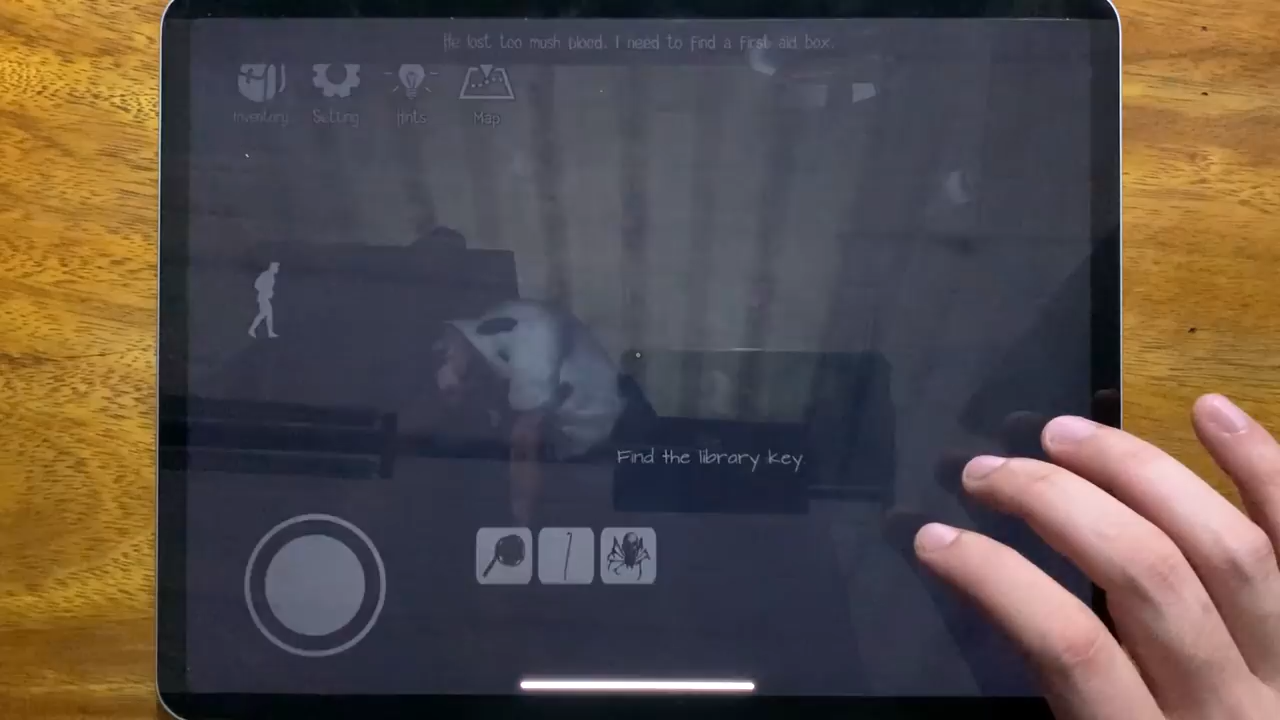 He lost too mush blood. I need to find a first aid box.
Inventory
Setting
Hints
Map
Find the library key